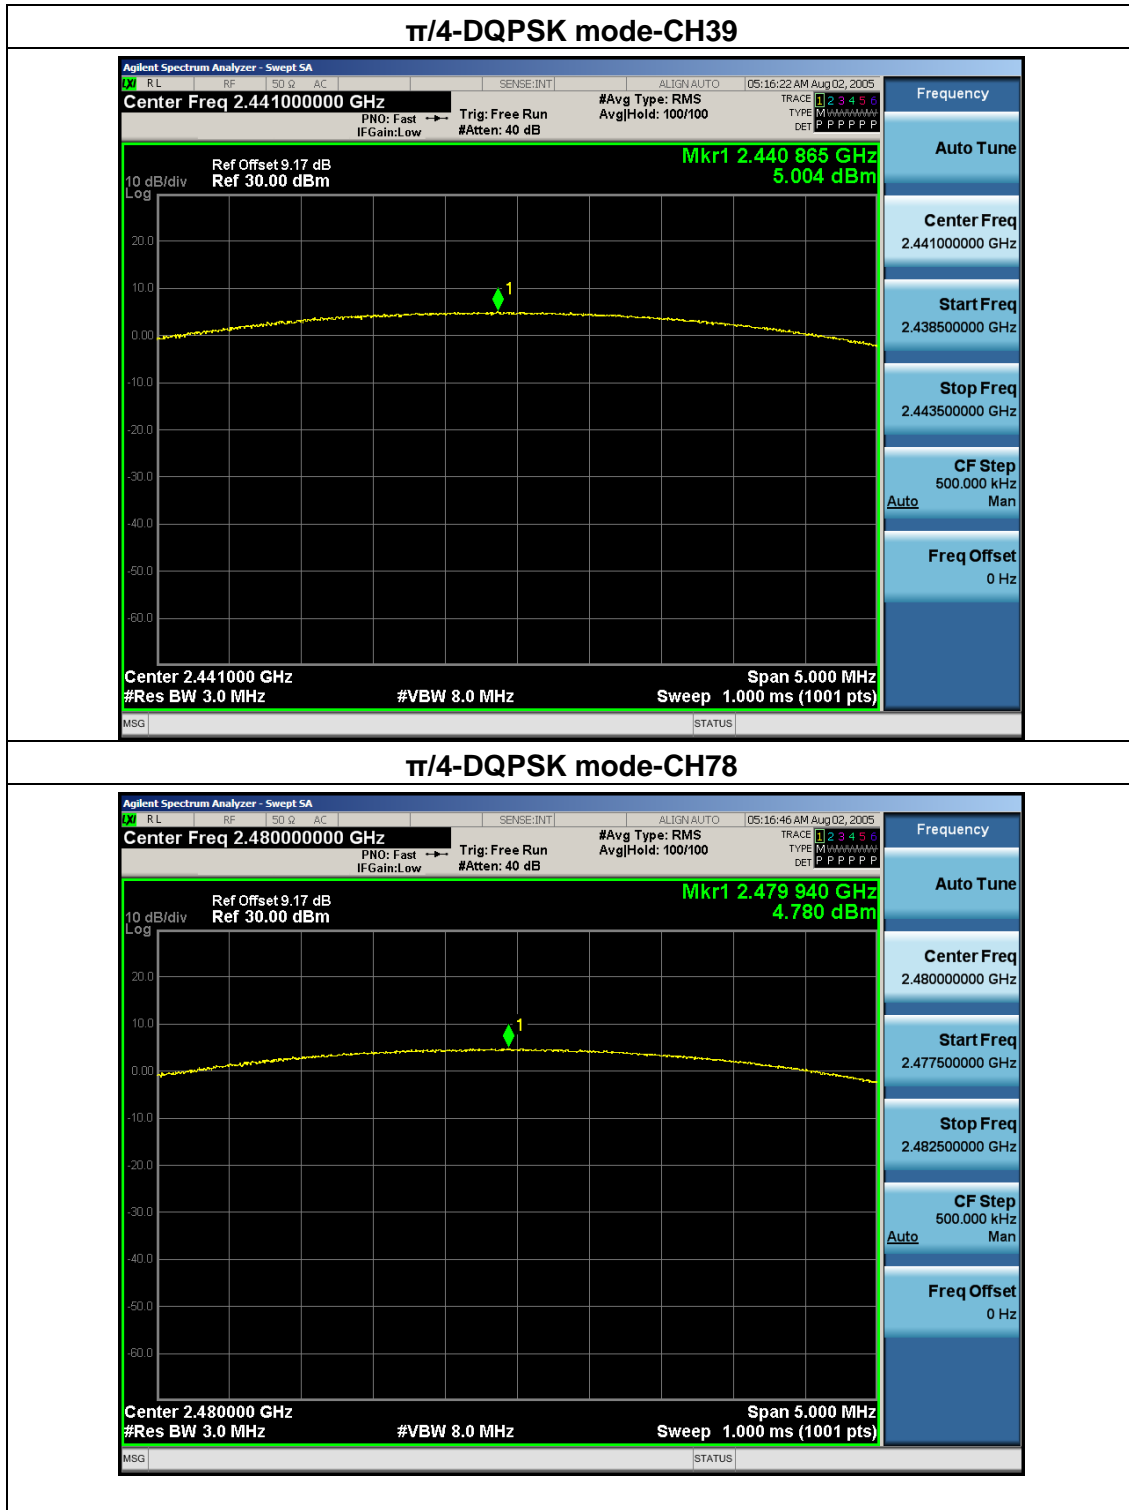 π/4-DQPSK mode-CH39
Agilent Spectrum Analyzer - Swept SA
LXI RL RF 50 Ω AC SENSE:INT ALIGN AUTO 05:16:22 AM Aug 02, 2005
Center Freq 2.441000000 GHz
PNO: Fast
IFGain:Low
Trig: Free Run
#Atten: 40 dB
#Avg Type: RMS
Avg|Hold: 100/100
TRACE 1 2 3 4 5 6
TYPE M W W W W W
DET P P P P P P
Frequency
Mkr1 2.440 865 GHz
5.004 dBm
Ref Offset 9.17 dB
10 dB/div Ref 30.00 dBm
Log
20.0
10.0
0.00
-10.0
-20.0
-30.0
-40.0
-50.0
-60.0
1
Center 2.441000 GHz Span 5.000 MHz
#Res BW 3.0 MHz #VBW 8.0 MHz Sweep 1.000 ms (1001 pts)
MSG STATUS
Auto Tune
Center Freq
2.441000000 GHz
Start Freq
2.438500000 GHz
Stop Freq
2.443500000 GHz
CF Step
500.000 kHz
Auto Man
Freq Offset
0 Hz
π/4-DQPSK mode-CH78
Agilent Spectrum Analyzer - Swept SA
LXI RL RF 50 Ω AC SENSE:INT ALIGN AUTO 05:16:46 AM Aug 02, 2005
Center Freq 2.480000000 GHz
PNO: Fast
IFGain:Low
Trig: Free Run
#Atten: 40 dB
#Avg Type: RMS
Avg|Hold: 100/100
TRACE 1 2 3 4 5 6
TYPE M W W W W W
DET P P P P P P
Frequency
Mkr1 2.479 940 GHz
4.780 dBm
Ref Offset 9.17 dB
10 dB/div Ref 30.00 dBm
Log
20.0
10.0
0.00
-10.0
-20.0
-30.0
-40.0
-50.0
-60.0
1
Center 2.480000 GHz Span 5.000 MHz
#Res BW 3.0 MHz #VBW 8.0 MHz Sweep 1.000 ms (1001 pts)
MSG STATUS
Auto Tune
Center Freq
2.480000000 GHz
Start Freq
2.477500000 GHz
Stop Freq
2.482500000 GHz
CF Step
500.000 kHz
Auto Man
Freq Offset
0 Hz